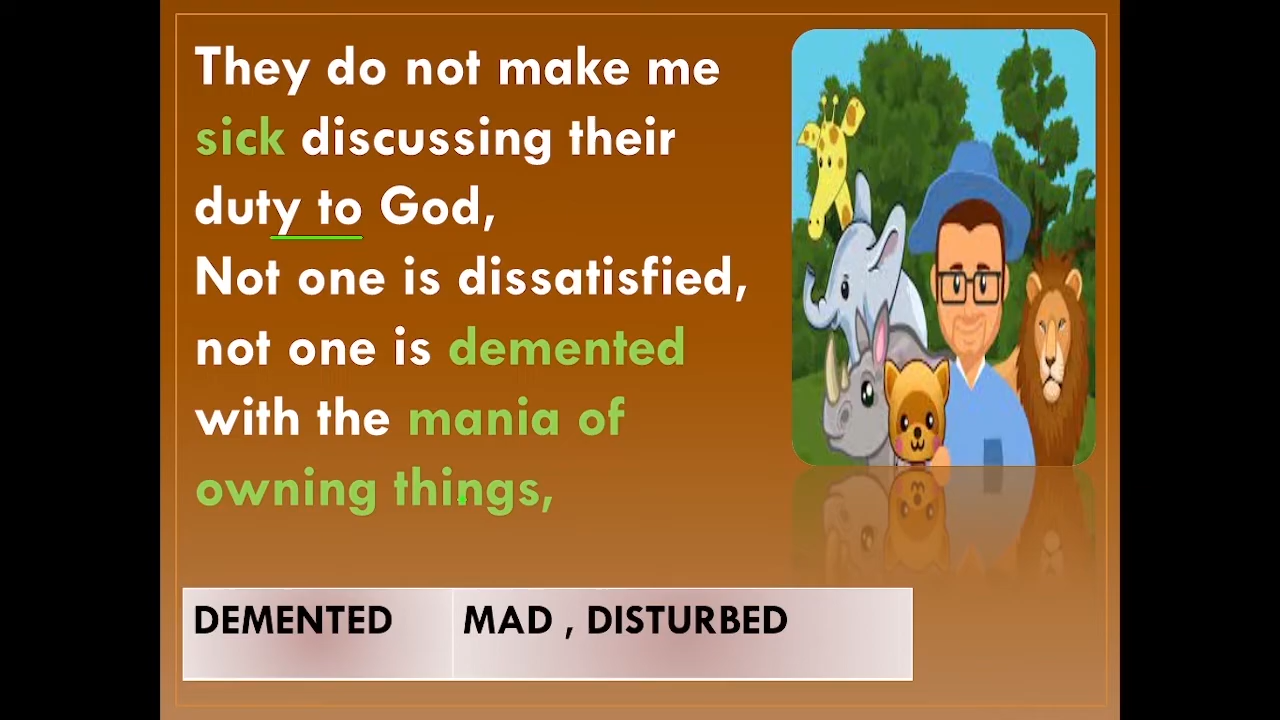 They do not make me
sick discussing their
duty to God,
Not one is dissatisfied,
not one is demented
with the mania of
owning things,
DEMENTED MAD , DISTURBED